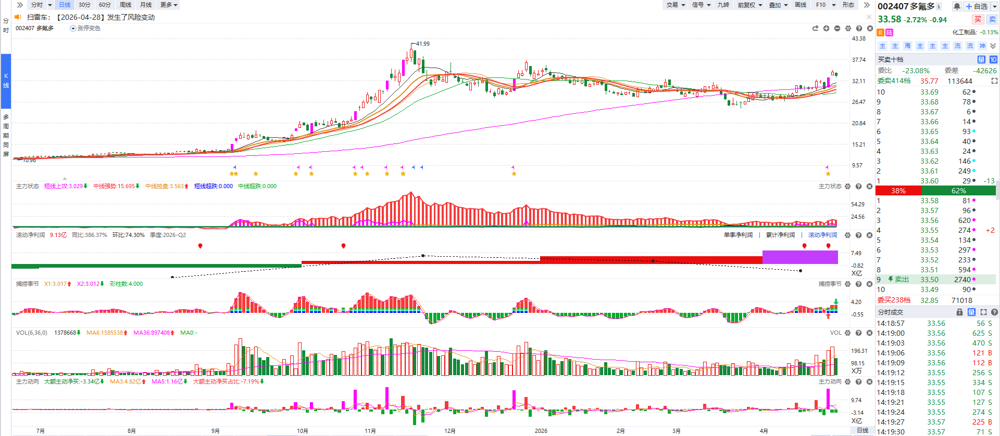 分时 日线 30分 60分 周线 月线 更多 交易 信号 九转 前复权 叠加 画线 F10 形态
扫雷车：【2026-04-28】发生了风险变动
002407 多氟多 涨停变色
分时
K线
多周期同屏
43.38
37.74
32.11
26.47
20.84
15.21
9.57
41.99
10.96
主力状态 短线上攻:3.029 中线强势:15.695 中线控盘:3.563 短线超跌:0.000 中线超跌:0.000 主力状态
54.29
24.56
滚动净利润 9.13亿 同比:386.37% 环比:74.30% 季度:2026-Q2 单季净利润 | 累计净利润 | 滚动净利润
7.49
-0.82
X亿
捕捞季节 X1:3.017 X2:3.012 彩柱数:4.000 捕捞季节
4.20
-0.55
VOL(6,36,0) 1378668 MA6:1585538 MA36:897408 MA0:- VOL
196.31
98.15
X万
主力动向 大额主动净买:-3.34亿 MA3:4.82亿 MA5:1.16亿 大额主动净买占比:-7.19% 主力动向
9.74
-3.14
X亿
7月 8月 9月 10月 11月 12月 2026 2月 3月 4月 日线
002407 多氟多 自选
33.58 -2.72% -0.94 买 卖
R 陆 化工制品: -0.13%
主 主 海 主 主 主 流 流 神
买卖十档 量 10
委比 -23.08% 委差 -42626
委卖414档 35.77 113644
10 33.69 62
9 33.68 78
8 33.67 6
7 33.66 14
6 33.65 93
5 33.64 40
4 33.63 24
3 33.62 146
2 33.61 249
1 33.60 29 -13
38% 62%
1 33.58 81
2 33.57 96
3 33.56 620
4 33.55 274 +2
5 33.54 134
6 33.53 297
7 33.52 233
8 33.51 594
9 卖出 33.50 2740
10 33.49 90
委买238档 32.85 71018
分时成交 量
14:18:57 33.56 56 S
14:19:00 33.56 625 S
14:19:03 33.56 470 S
14:19:06 33.56 121 B
14:19:09 33.56 112 B
14:19:12 33.55 256 S
14:19:15 33.55 334 S
14:19:18 33.55 107 S
14:19:21 33.55 127 S
14:19:24 33.55 274 S
14:19:27 33.57 225 B
14:19:30 33.57 71 S